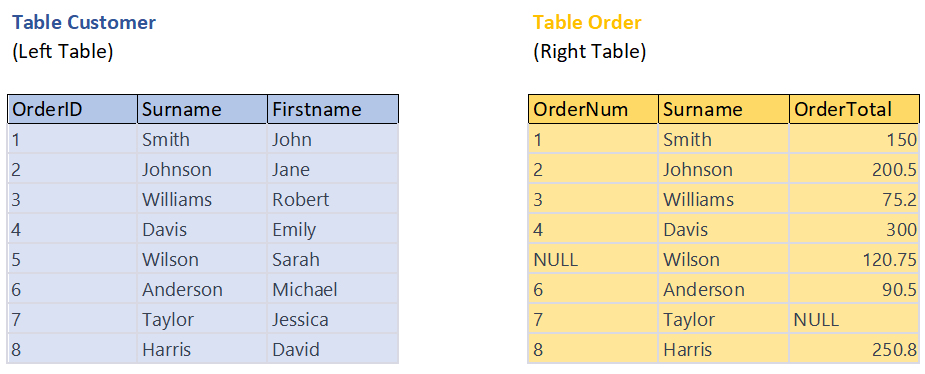 Table Customer
(Left Table)
OrderID Surname Firstname
1 Smith John
2 Johnson Jane
3 Williams Robert
4 Davis Emily
5 Wilson Sarah
6 Anderson Michael
7 Taylor Jessica
8 Harris David
Table Order
(Right Table)
OrderNum Surname OrderTotal
1 Smith 150
2 Johnson 200.5
3 Williams 75.2
4 Davis 300
NULL Wilson 120.75
6 Anderson 90.5
7 Taylor NULL
8 Harris 250.8